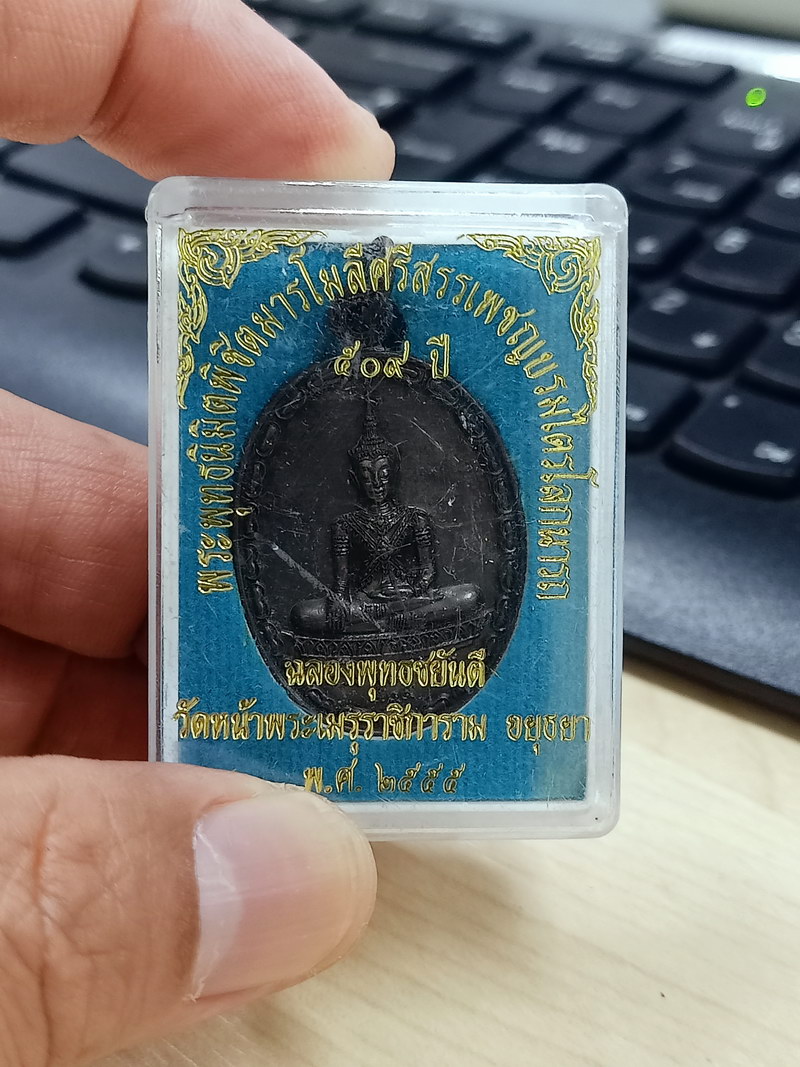 พระพุทธนิมิตพิชิตมารโมลีศรีสรรเพชญบรมไตรโลกนารถ
๕๐๙ ปี
ฉลองพุทธชยันตี
วัดหน้าพระเมรุราชิการาม อยุธยา
พ.ศ. ๒๕๕๕